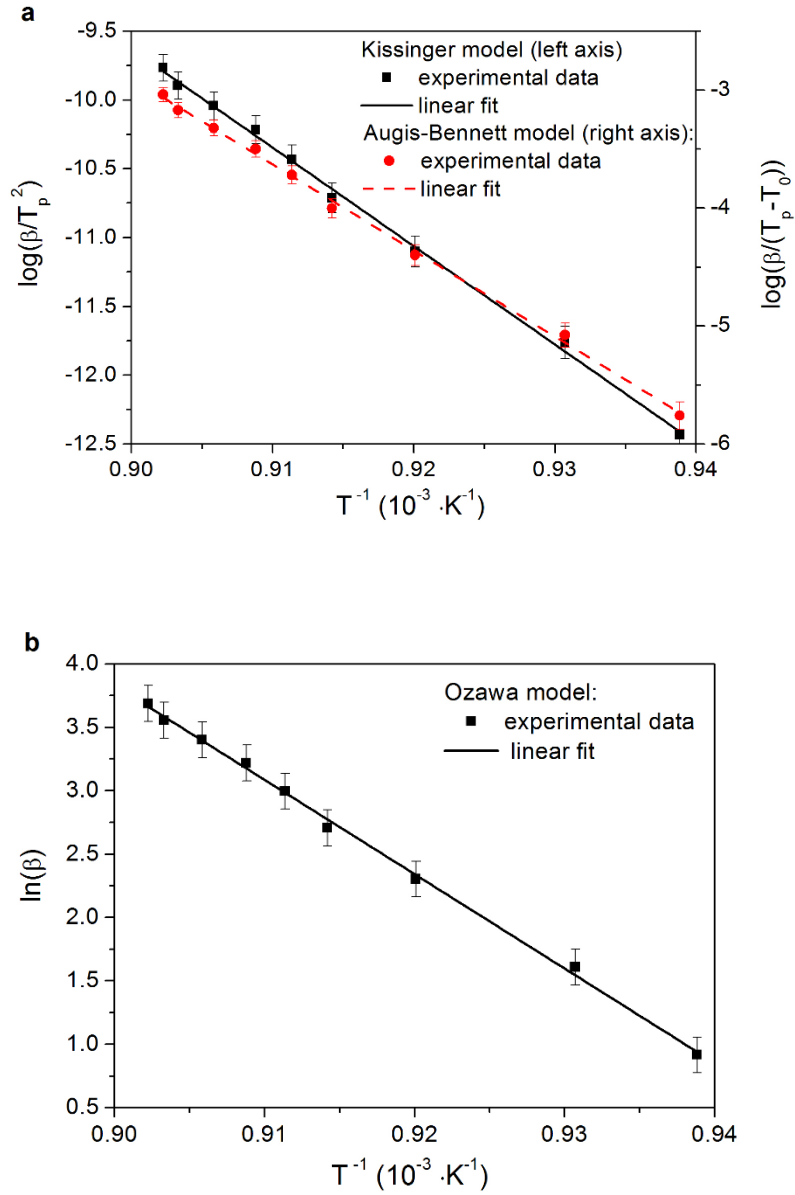 a
Kissinger model (left axis)
experimental data
linear fit
Augis-Bennett model (right axis):
experimental data
linear fit
-9.5
-10.0
-10.5
-11.0
-11.5
-12.0
-12.5
log(β/Tₚ²)
-3
-4
-5
-6
log(β/(Tₚ-T₀))
0.90 0.91 0.92 0.93 0.94
T⁻¹ (10⁻³ ·K⁻¹)
b
Ozawa model:
experimental data
linear fit
4.0
3.5
3.0
2.5
2.0
1.5
1.0
0.5
ln(β)
0.90 0.91 0.92 0.93 0.94
T⁻¹ (10⁻³ ·K⁻¹)